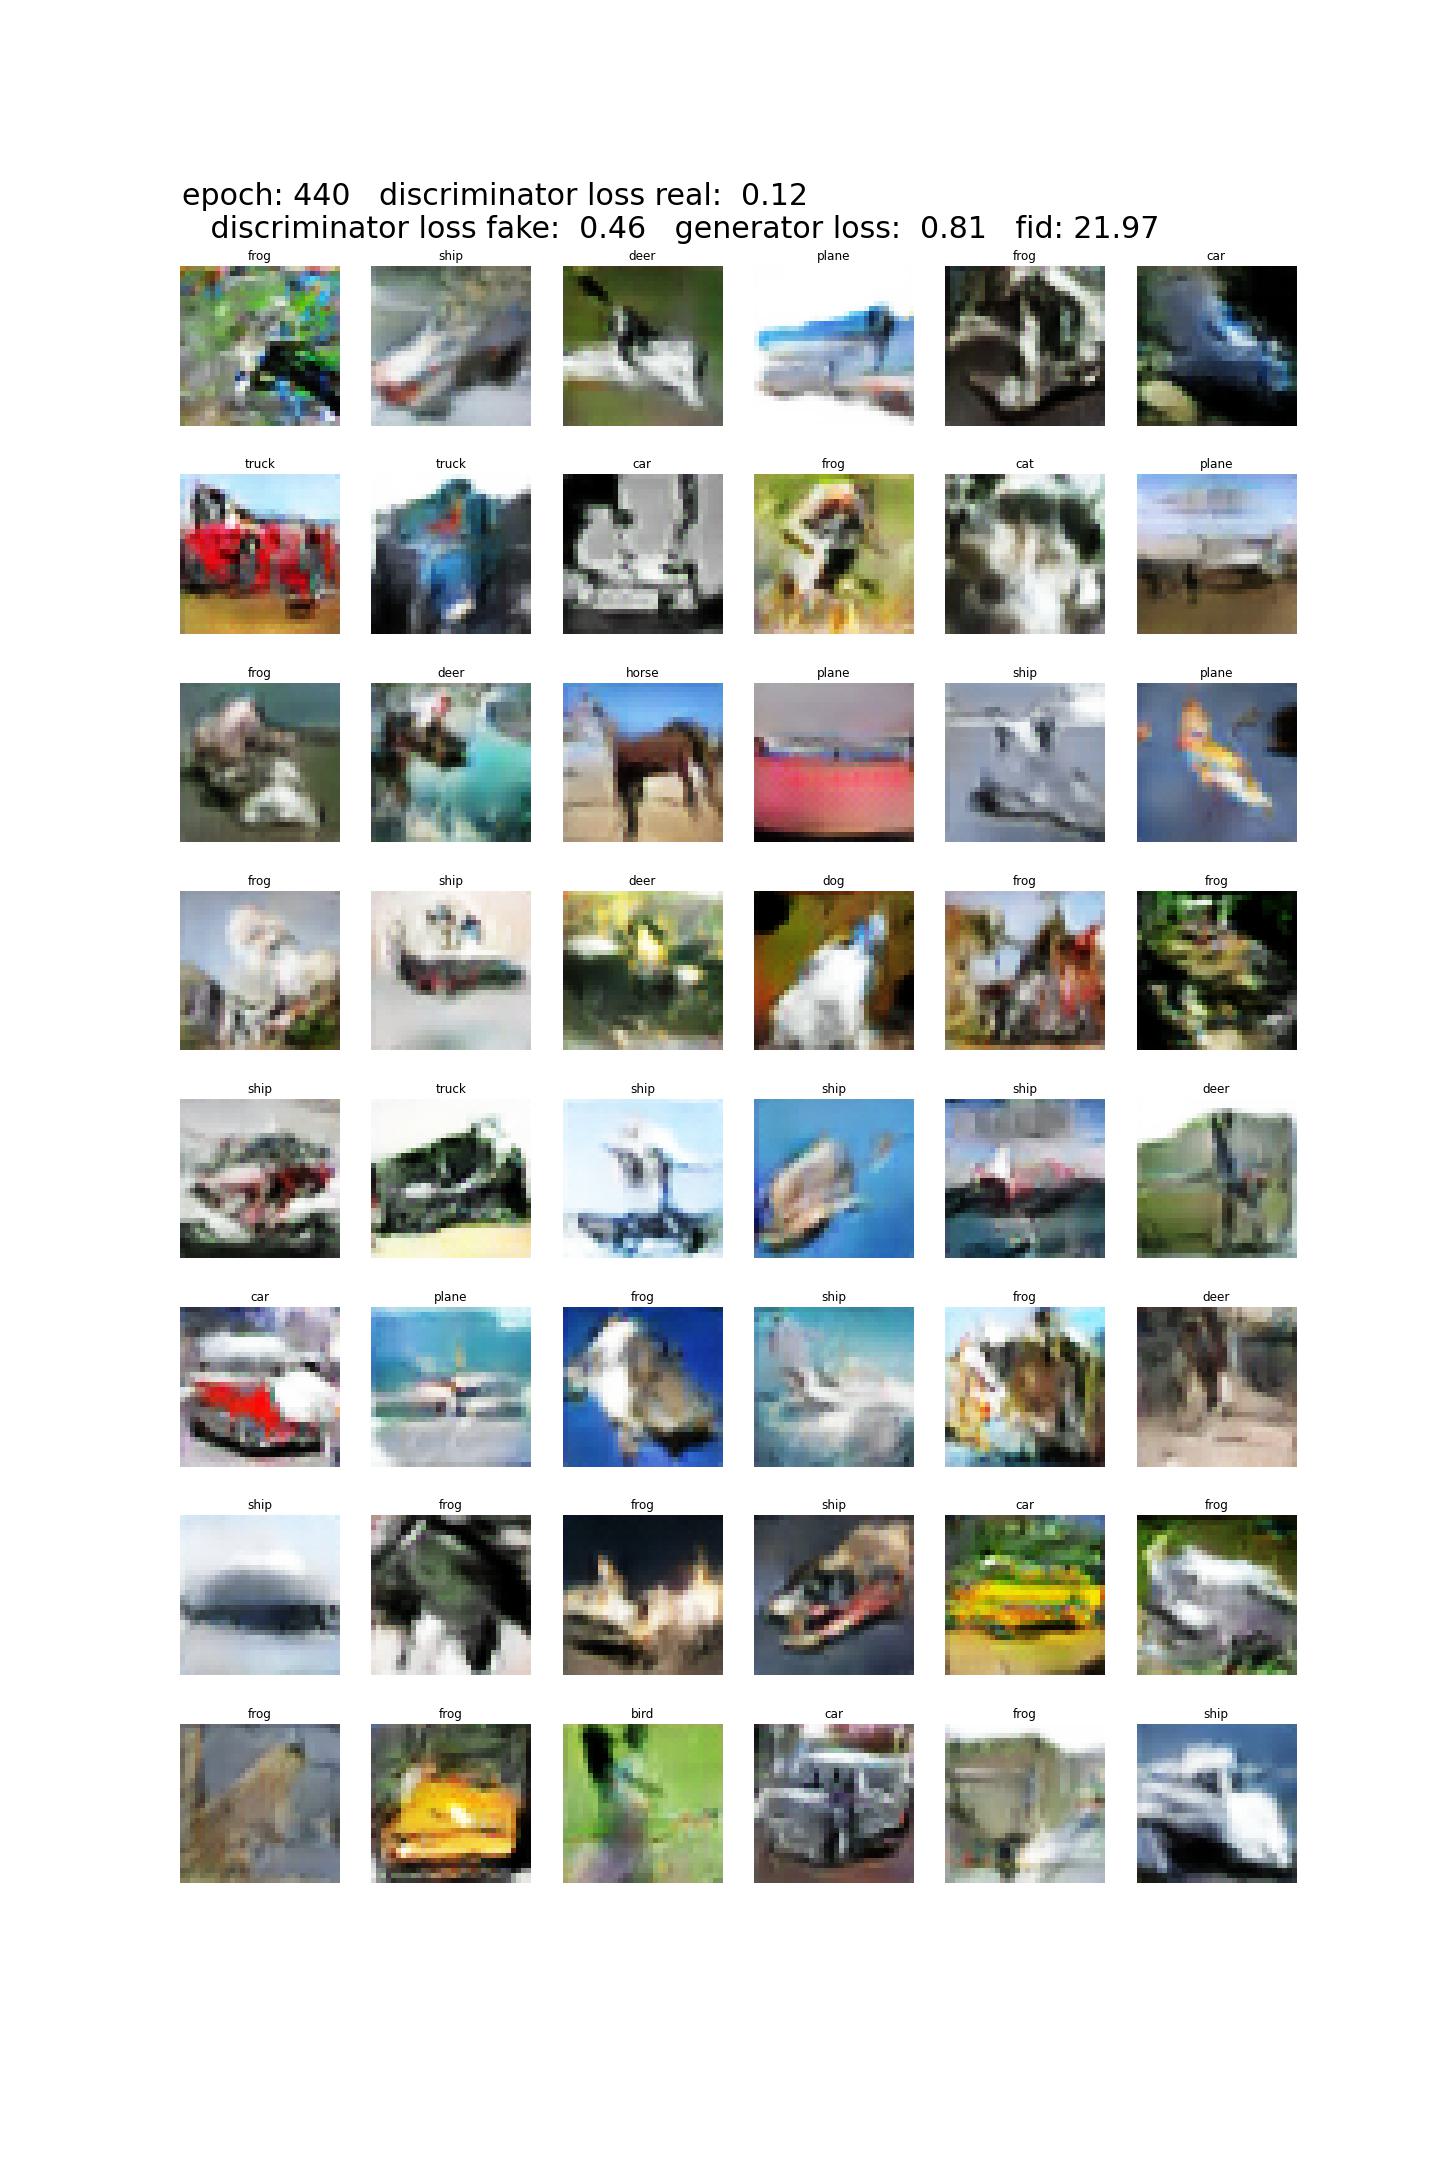 epoch: 440 discriminator loss real: 0.12
discriminator loss fake: 0.46 generator loss: 0.81 fid: 21.97
frog ship deer plane frog car
truck truck car frog cat plane
frog deer horse plane ship plane
frog ship deer dog frog frog
ship truck ship ship ship deer
car plane frog ship frog deer
ship frog frog ship car frog
frog frog bird car frog ship